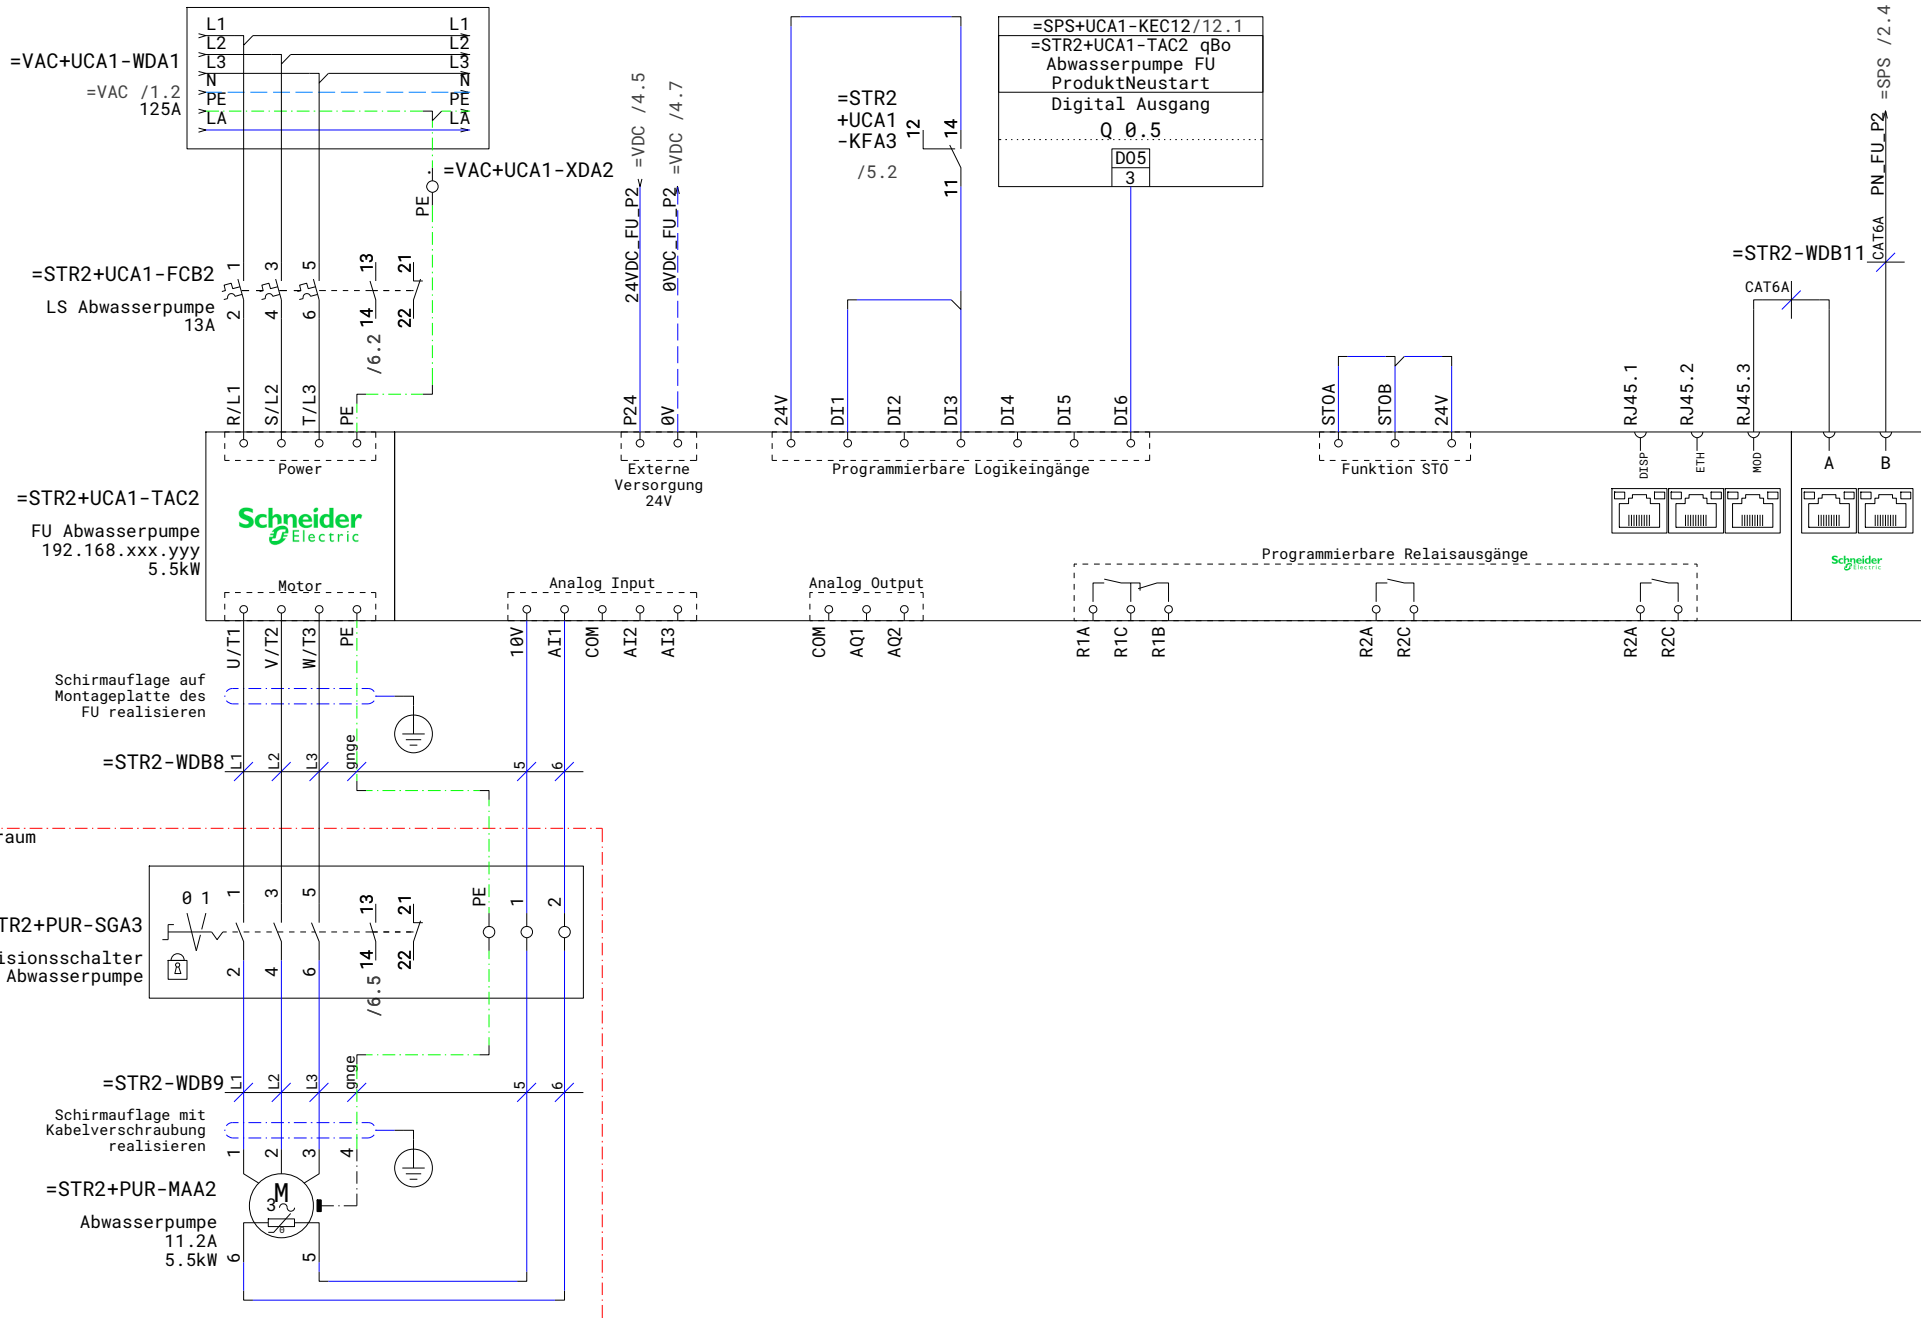 L1 L1
L2 L2
L3 L3
N N
PE PE
LA LA
=VAC+UCA1-WDA1
=VAC /1.2
125A
=VAC+UCA1-XDA2
PE
=STR2+UCA1-FCB2
LS Abwasserpumpe
13A
1 3 5 13 21
2 4 6 14 22
/6.2
24VDC_FU_P2 =VDC /4.5
0VDC_FU_P2 =VDC /4.7
=STR2
+UCA1
-KFA3
/5.2
12 14
11
=SPS+UCA1-KEC12/12.1
=STR2+UCA1-TAC2 qBo
Abwasserpumpe FU
ProduktNeustart
Digital Ausgang
Q 0.5
DO5
3
PN_FU_P2 =SPS /2.4
CAT6A
=STR2-WDB11
CAT6A
R/L1 S/L2 T/L3 PE
P24 0V
24V DI1 DI2 DI3 DI4 DI5 DI6
STOA STOB 24V
RJ45.1 RJ45.2 RJ45.3
Power
Externe
Versorgung
24V
Programmierbare Logikeingänge
Funktion STO
DISP ETH MOD A B
=STR2+UCA1-TAC2
FU Abwasserpumpe
192.168.xxx.yyy
5.5kW
Schneider
Electric
Schneider
Electric
Motor
Analog Input
Analog Output
Programmierbare Relaisausgänge
U/T1 V/T2 W/T3 PE
10V AI1 COM AI2 AI3
COM AQ1 AQ2
R1A R1C R1B
R2A R2C
R2A R2C
Schirmauflage auf
Montageplatte des
FU realisieren
=STR2-WDB8
L1 L2 L3 gnge 5 6
raum
TR2+PUR-SGA3
isionsschalter
Abwasserpumpe
0 1
1 3 5 13 21 PE 1 2
2 4 6 14 22
/6.5
=STR2-WDB9
L1 L2 L3 gnge 5 6
Schirmauflage mit
Kabelverschraubung
realisieren
1 2 3 4
=STR2+PUR-MAA2
Abwasserpumpe
11.2A
5.5kW
M
3
6 5